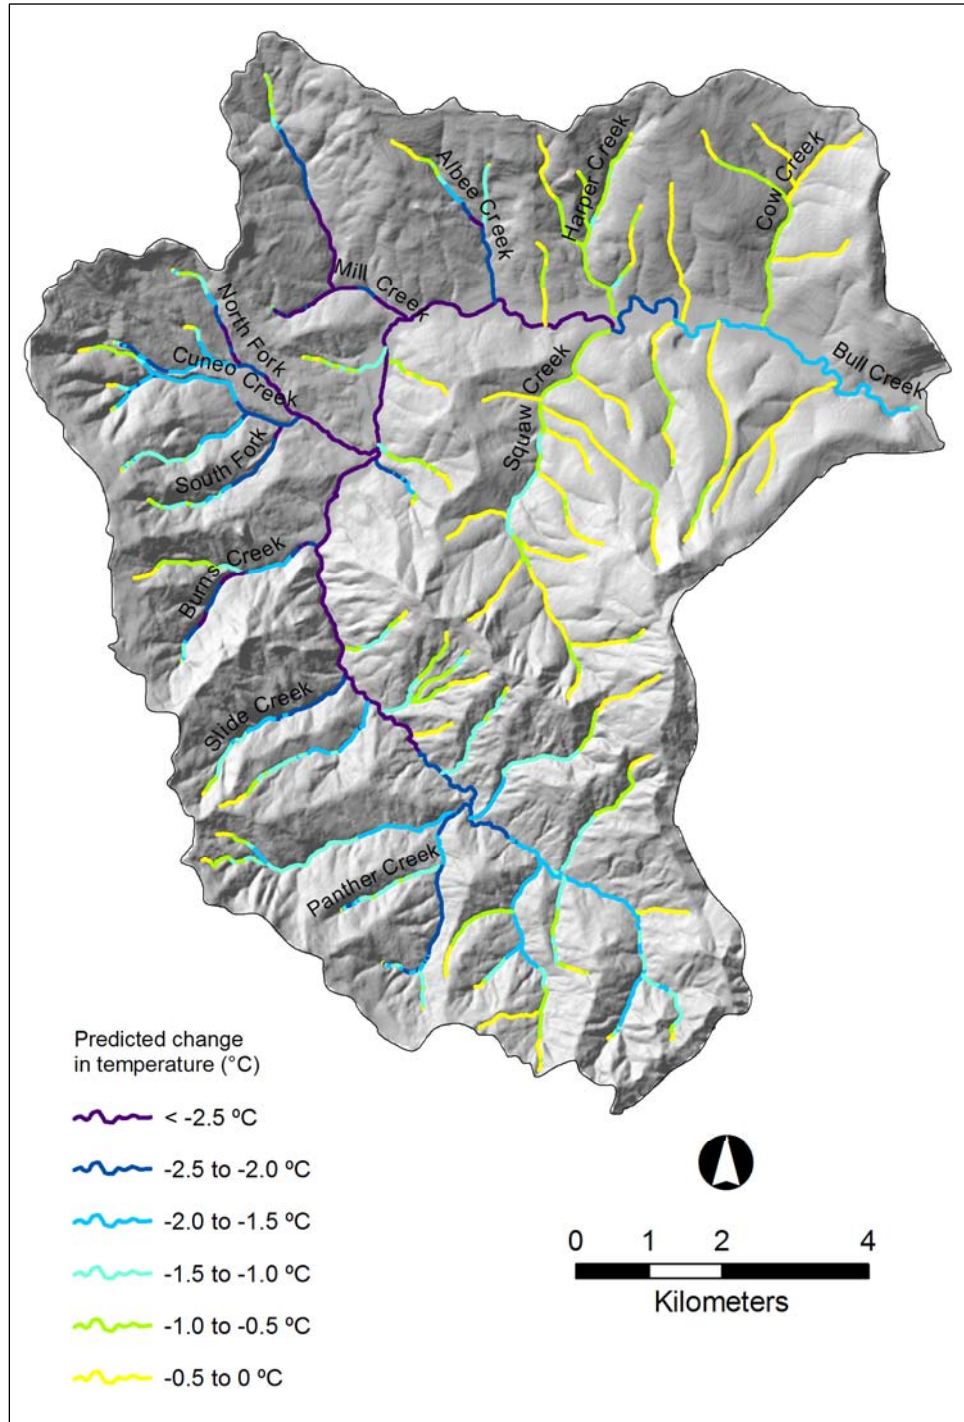 Harper Creek
Albee Creek
Cow Creek
Mill Creek
North Fork
Cuneo Creek
Bull Creek
Squaw Creek
South Fork
Burns Creek
Slide Creek
Panther Creek
Predicted change
in temperature (°C)
< -2.5 ºC
-2.5 to -2.0 ºC
-2.0 to -1.5 ºC
-1.5 to -1.0 ºC
-1.0 to -0.5 ºC
-0.5 to 0 ºC
0 1 2 4
Kilometers